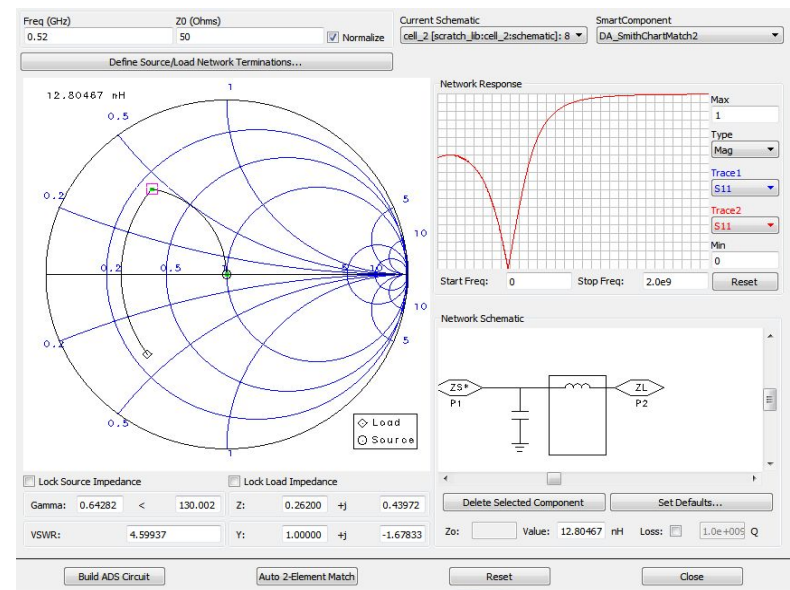 Freq (GHz)
Z0 (Ohms)
Current Schematic
SmartComponent
0.52
50
Normalize
cell_2 [scratch_lib:cell_2:schematic]: 8
DA_SmithChartMatch2
Define Source/Load Network Terminations...
12.80467 nH
1
0.5
0.2
5
10
0.2
0.5
1
5
10
10
0.2
5
0.5
1
Load
Source
Network Response
Max
1
Type
Mag
Trace1
S11
Trace2
S11
Min
0
Start Freq:
0
Stop Freq:
2.0e9
Reset
Network Schematic
ZS*
P1
ZL
P2
Lock Source Impedance
Lock Load Impedance
Gamma:
0.64282
<
130.002
Z:
0.26200
+j
0.43972
VSWR:
4.59937
Y:
1.00000
+j
-1.67833
Delete Selected Component
Set Defaults...
Zo:
Value:
12.80467
nH
Loss:
1.0e+009
Q
Build ADS Circuit
Auto 2-Element Match
Reset
Close